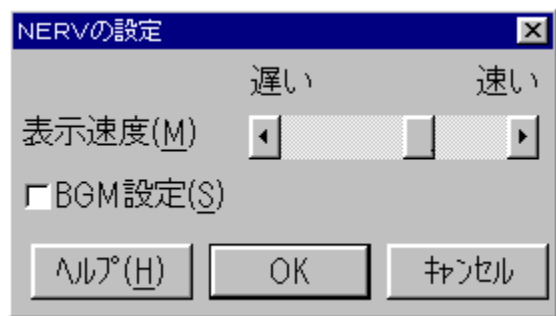 NERVの設定
遅い 速い
表示速度(M)
BGM設定(S)
ﾍﾙﾌﾟ(H) OK ｷｬﾝｾﾙ